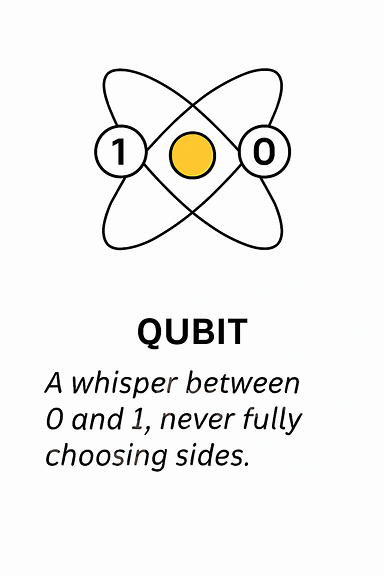 1 0
QUBIT
A whisper between
0 and 1, never fully
choosing sides.